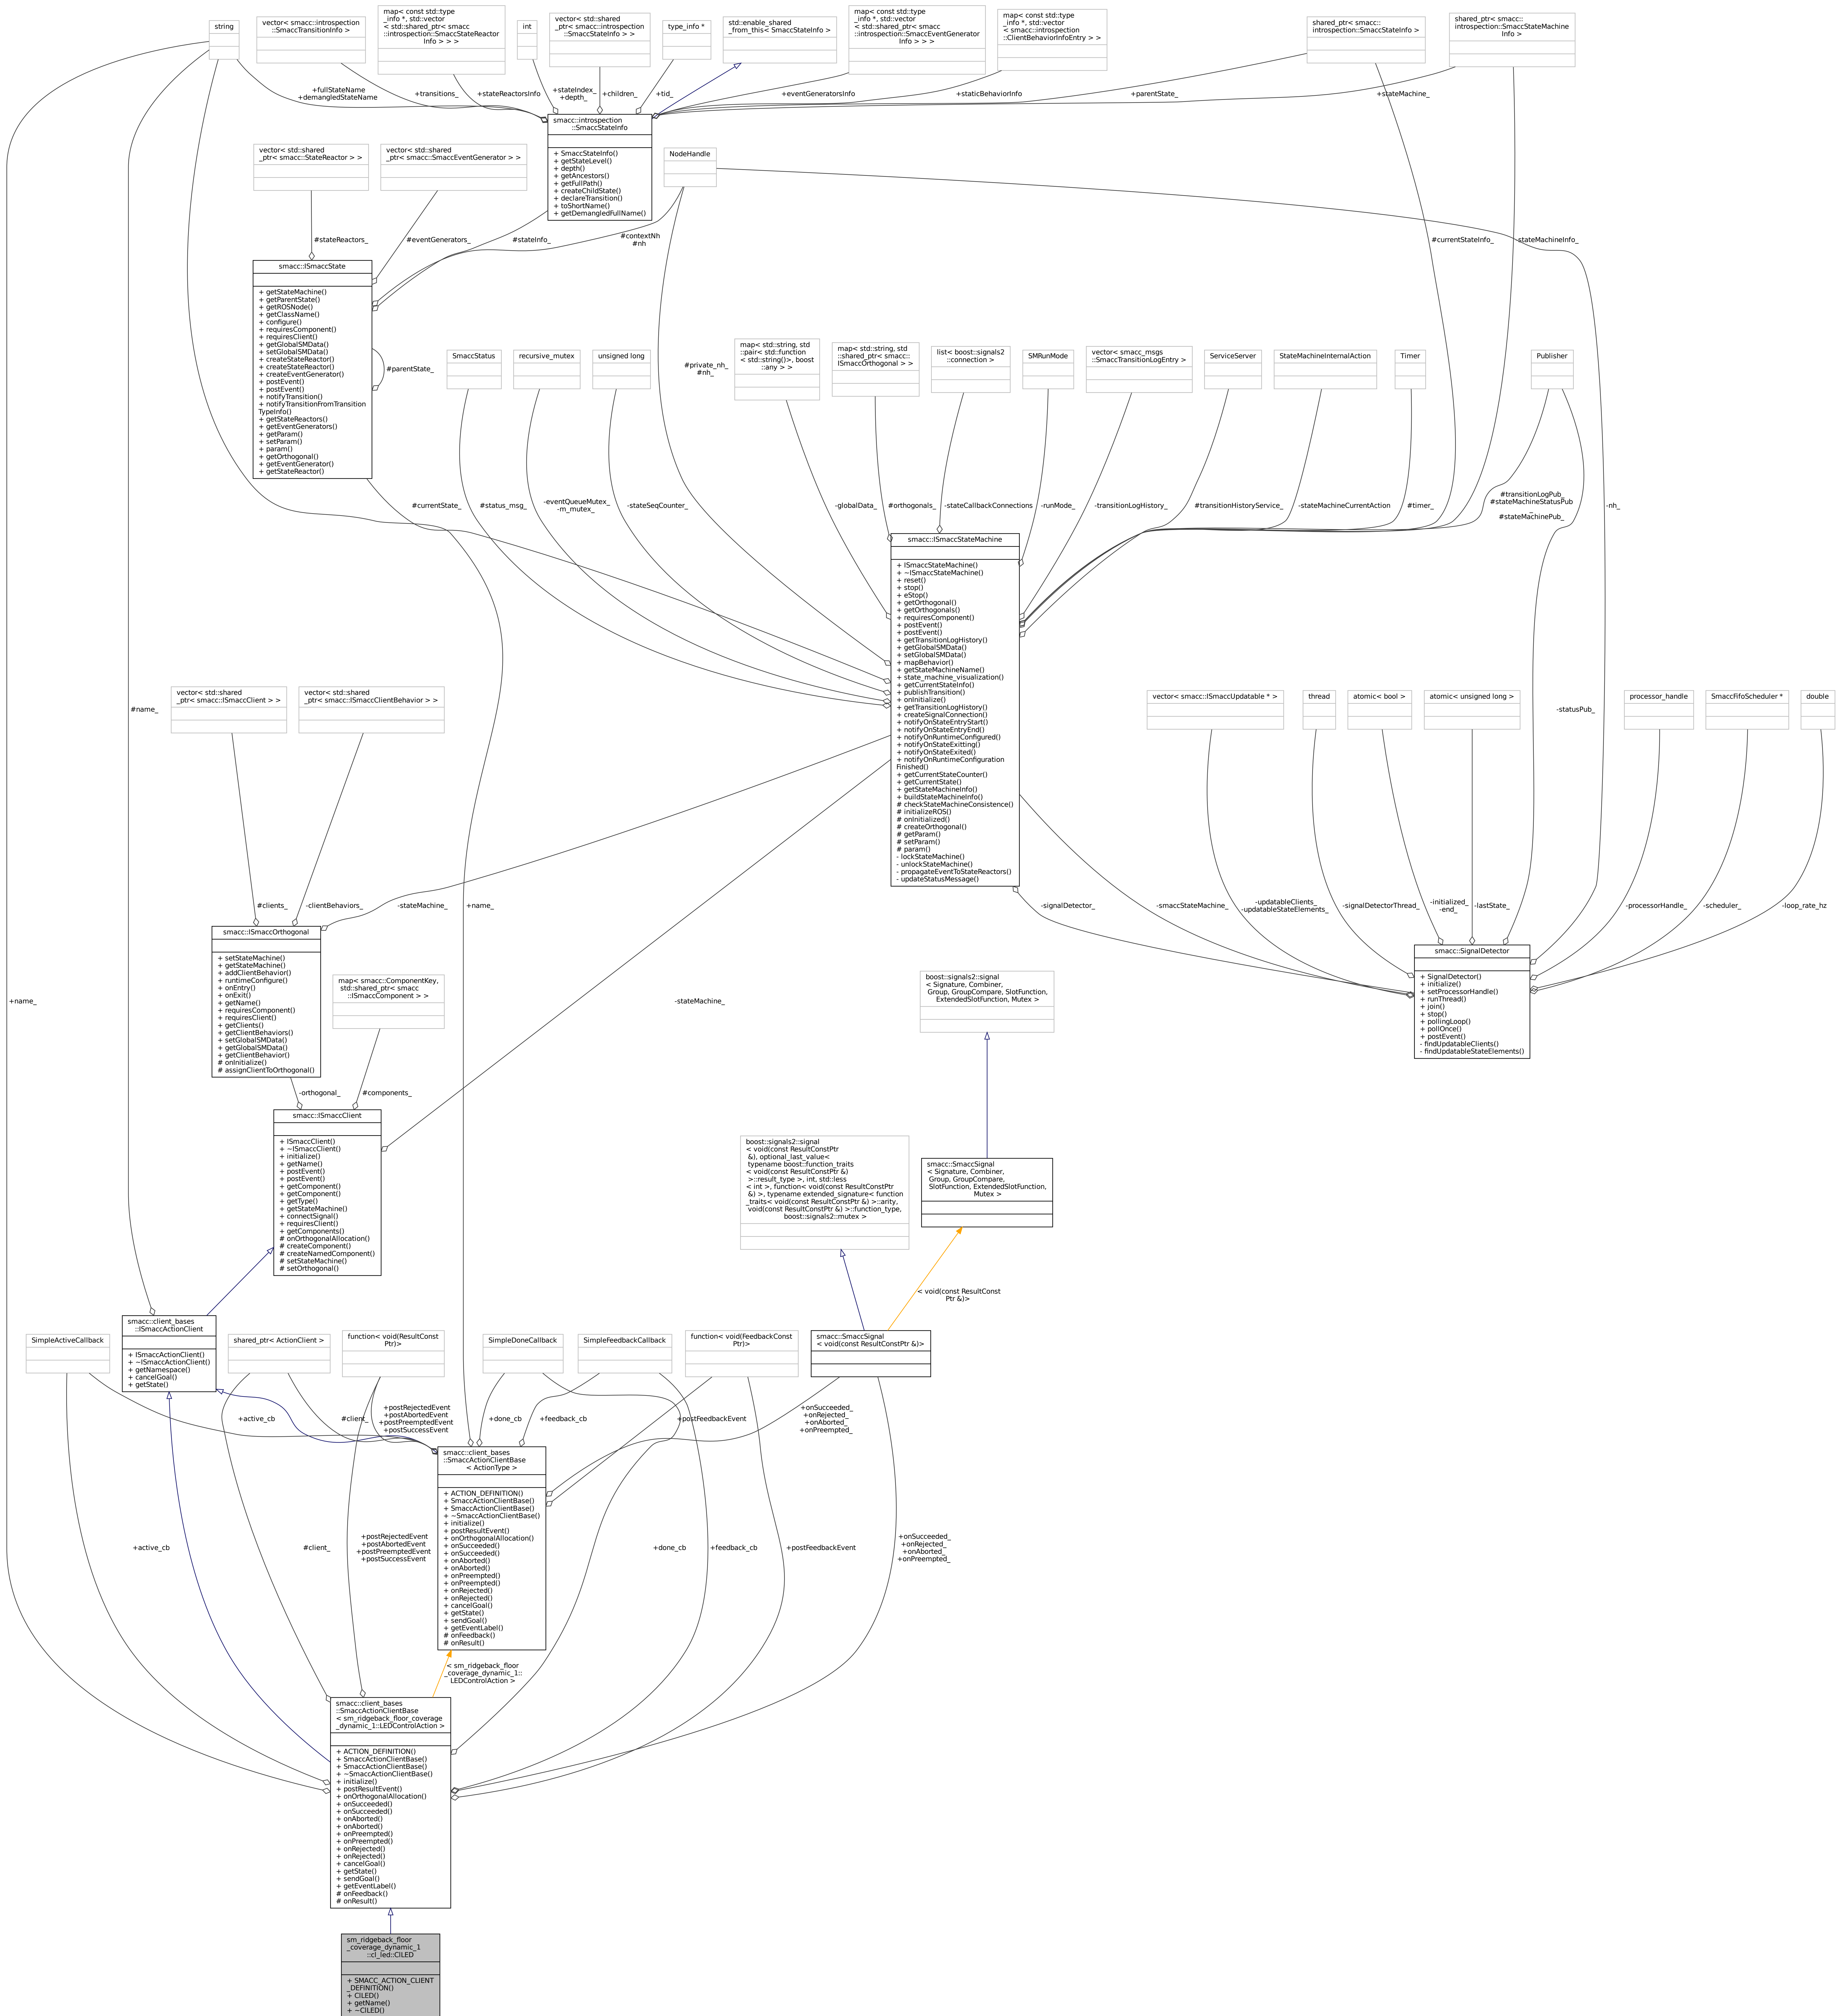 string
vector< smacc::introspection
::SmaccTransitionInfo >
map< const std::type
_info *, std::vector
< std::shared_ptr< smacc
::introspection::SmaccStateReactor
Info > > >
int
vector< std::shared
_ptr< smacc::introspection
::SmaccStateInfo > >
type_info *
std::enable_shared
_from_this< SmaccStateInfo >
map< const std::type
_info *, std::vector
< std::shared_ptr< smacc
::introspection::SmaccEventGenerator
Info > > >
map< const std::type
_info *, std::vector
< smacc::introspection
::ClientBehaviorInfoEntry > >
shared_ptr< smacc::
introspection::SmaccStateInfo >
shared_ptr< smacc::
introspection::SmaccStateMachine
Info >
+fullStateName
+demangledStateName
+transitions_
+stateReactorsInfo
+stateIndex_
+depth_
+children_
+tid_
+eventGeneratorsInfo
+staticBehaviorInfo
+parentState_
+stateMachine_
smacc::introspection
::SmaccStateInfo
+ SmaccStateInfo()
+ getStateLevel()
+ depth()
+ getAncestors()
+ getFullPath()
+ createChildState()
+ declareTransition()
+ toShortName()
+ getDemangledFullName()
vector< std::shared
_ptr< smacc::StateReactor > >
vector< std::shared
_ptr< smacc::SmaccEventGenerator > >
NodeHandle
#stateReactors_
#eventGenerators_
#stateInfo_
#contextNh
#nh
#currentStateInfo_
stateMachineInfo_
smacc::ISmaccState
+ getStateMachine()
+ getParentState()
+ getROSNode()
+ getClassName()
+ configure()
+ requiresComponent()
+ requiresClient()
+ getGlobalSMData()
+ setGlobalSMData()
+ createStateReactor()
+ createStateReactor()
+ createEventGenerator()
+ postEvent()
+ postEvent()
+ notifyTransition()
+ notifyTransitionFromTransition
TypeInfo()
+ getStateReactors()
+ getEventGenerators()
+ getParam()
+ setParam()
+ param()
+ getOrthogonal()
+ getEventGenerator()
+ getStateReactor()
#parentState_
SmaccStatus
recursive_mutex
unsigned long
#private_nh_
#nh_
map< std::string, std
::pair< std::function
< std::string()>, boost
::any > >
map< std::string, std
::shared_ptr< smacc::
ISmaccOrthogonal > >
list< boost::signals2
::connection >
SMRunMode
vector< smacc_msgs
::SmaccTransitionLogEntry >
ServiceServer
StateMachineInternalAction
Timer
Publisher
#currentState_
#status_msg_
-eventQueueMutex_
-m_mutex_
-stateSeqCounter_
-globalData_
#orthogonals_
-stateCallbackConnections
-runMode_
-transitionLogHistory_
#transitionHistoryService_
-stateMachineCurrentAction
#timer_
#transitionLogPub_
#stateMachineStatusPub
_
#stateMachinePub_
-nh_
smacc::ISmaccStateMachine
+ ISmaccStateMachine()
+ ~ISmaccStateMachine()
+ reset()
+ stop()
+ eStop()
+ getOrthogonal()
+ getOrthogonals()
+ requiresComponent()
+ postEvent()
+ postEvent()
+ getTransitionLogHistory()
+ getGlobalSMData()
+ setGlobalSMData()
+ mapBehavior()
+ getStateMachineName()
+ state_machine_visualization()
+ getCurrentStateInfo()
+ publishTransition()
+ onInitialize()
+ getTransitionLogHistory()
+ createSignalConnection()
+ notifyOnStateEntryStart()
+ notifyOnStateEntryEnd()
+ notifyOnRuntimeConfigured()
+ notifyOnStateExitting()
+ notifyOnStateExited()
+ notifyOnRuntimeConfiguration
Finished()
+ getCurrentStateCounter()
+ getCurrentState()
+ getStateMachineInfo()
+ buildStateMachineInfo()
# checkStateMachineConsistence()
# initializeROS()
# onInitialized()
# createOrthogonal()
# getParam()
# setParam()
# param()
- lockStateMachine()
- unlockStateMachine()
- propagateEventToStateReactors()
- updateStatusMessage()
vector< std::shared
_ptr< smacc::ISmaccClient > >
vector< std::shared
_ptr< smacc::ISmaccClientBehavior > >
#name_
vector< smacc::ISmaccUpdatable * >
thread
atomic< bool >
atomic< unsigned long >
-statusPub_
processor_handle
SmaccFifoScheduler *
double
#clients_
-clientBehaviors_
-stateMachine_
+name_
-signalDetector_
-smaccStateMachine_
-updatableClients_
-updatableStateElements_
-signalDetectorThread_
-initialized_
-end_
-lastState_
-processorHandle_
-scheduler_
-loop_rate_hz
smacc::ISmaccOrthogonal
+ setStateMachine()
+ getStateMachine()
+ addClientBehavior()
+ runtimeConfigure()
+ onEntry()
+ onExit()
+ getName()
+ requiresComponent()
+ requiresClient()
+ getClients()
+ getClientBehaviors()
+ setGlobalSMData()
+ getGlobalSMData()
+ getClientBehavior()
# onInitialize()
# assignClientToOrthogonal()
smacc::SignalDetector
+ SignalDetector()
+ initialize()
+ setProcessorHandle()
+ runThread()
+ join()
+ stop()
+ pollingLoop()
+ pollOnce()
+ postEvent()
- findUpdatableClients()
- findUpdatableStateElements()
map< smacc::ComponentKey,
std::shared_ptr< smacc
::ISmaccComponent > >
+name_
-stateMachine_
boost::signals2::signal
< Signature, Combiner,
Group, GroupCompare, SlotFunction,
ExtendedSlotFunction, Mutex >
-orthogonal_
#components_
smacc::ISmaccClient
+ ISmaccClient()
+ ~ISmaccClient()
+ initialize()
+ getName()
+ postEvent()
+ postEvent()
+ getComponent()
+ getComponent()
+ getType()
+ getStateMachine()
+ connectSignal()
+ requiresClient()
+ getComponents()
# onOrthogonalAllocation()
# createComponent()
# createNamedComponent()
# setStateMachine()
# setOrthogonal()
boost::signals2::signal
< void(const ResultConstPtr
&), optional_last_value<
typename boost::function_traits
< void(const ResultConstPtr &)
>::result_type >, int, std::less
< int >, function< void(const ResultConstPtr
&) >, typename extended_signature< function
_traits< void(const ResultConstPtr &) >::arity,
void(const ResultConstPtr &) >::function_type,
boost::signals2::mutex >
smacc::SmaccSignal
< Signature, Combiner,
Group, GroupCompare,
SlotFunction, ExtendedSlotFunction,
Mutex >
< void(const ResultConst
Ptr &)>
smacc::client_bases
::ISmaccActionClient
+ ISmaccActionClient()
+ ~ISmaccActionClient()
+ getNamespace()
+ cancelGoal()
+ getState()
SimpleActiveCallback
shared_ptr< ActionClient >
function< void(ResultConst
Ptr)>
SimpleDoneCallback
SimpleFeedbackCallback
function< void(FeedbackConst
Ptr)>
smacc::SmaccSignal
< void(const ResultConstPtr &)>
+active_cb
#client_
+postRejectedEvent
+postAbortedEvent
+postPreemptedEvent
+postSuccessEvent
+done_cb
+feedback_cb
+postFeedbackEvent
+onSucceeded_
+onRejected_
+onAborted_
+onPreempted_
smacc::client_bases
::SmaccActionClientBase
< ActionType >
+ ACTION_DEFINITION()
+ SmaccActionClientBase()
+ SmaccActionClientBase()
+ ~SmaccActionClientBase()
+ initialize()
+ postResultEvent()
+ onOrthogonalAllocation()
+ onSucceeded()
+ onSucceeded()
+ onAborted()
+ onAborted()
+ onPreempted()
+ onPreempted()
+ onRejected()
+ onRejected()
+ cancelGoal()
+ getState()
+ sendGoal()
+ getEventLabel()
# onFeedback()
# onResult()
+active_cb
#client_
+postRejectedEvent
+postAbortedEvent
+postPreemptedEvent
+postSuccessEvent
+done_cb
+feedback_cb
+postFeedbackEvent
+onSucceeded_
+onRejected_
+onAborted_
+onPreempted_
< sm_ridgeback_floor
_coverage_dynamic_1::
LEDControlAction >
smacc::client_bases
::SmaccActionClientBase
< sm_ridgeback_floor_coverage
_dynamic_1::LEDControlAction >
+ ACTION_DEFINITION()
+ SmaccActionClientBase()
+ SmaccActionClientBase()
+ ~SmaccActionClientBase()
+ initialize()
+ postResultEvent()
+ onOrthogonalAllocation()
+ onSucceeded()
+ onSucceeded()
+ onAborted()
+ onAborted()
+ onPreempted()
+ onPreempted()
+ onRejected()
+ onRejected()
+ cancelGoal()
+ getState()
+ sendGoal()
+ getEventLabel()
# onFeedback()
# onResult()
sm_ridgeback_floor
_coverage_dynamic_1
::cl_led::ClLED
+ SMACC_ACTION_CLIENT
_DEFINITION()
+ ClLED()
+ getName()
+ ~ClLED()